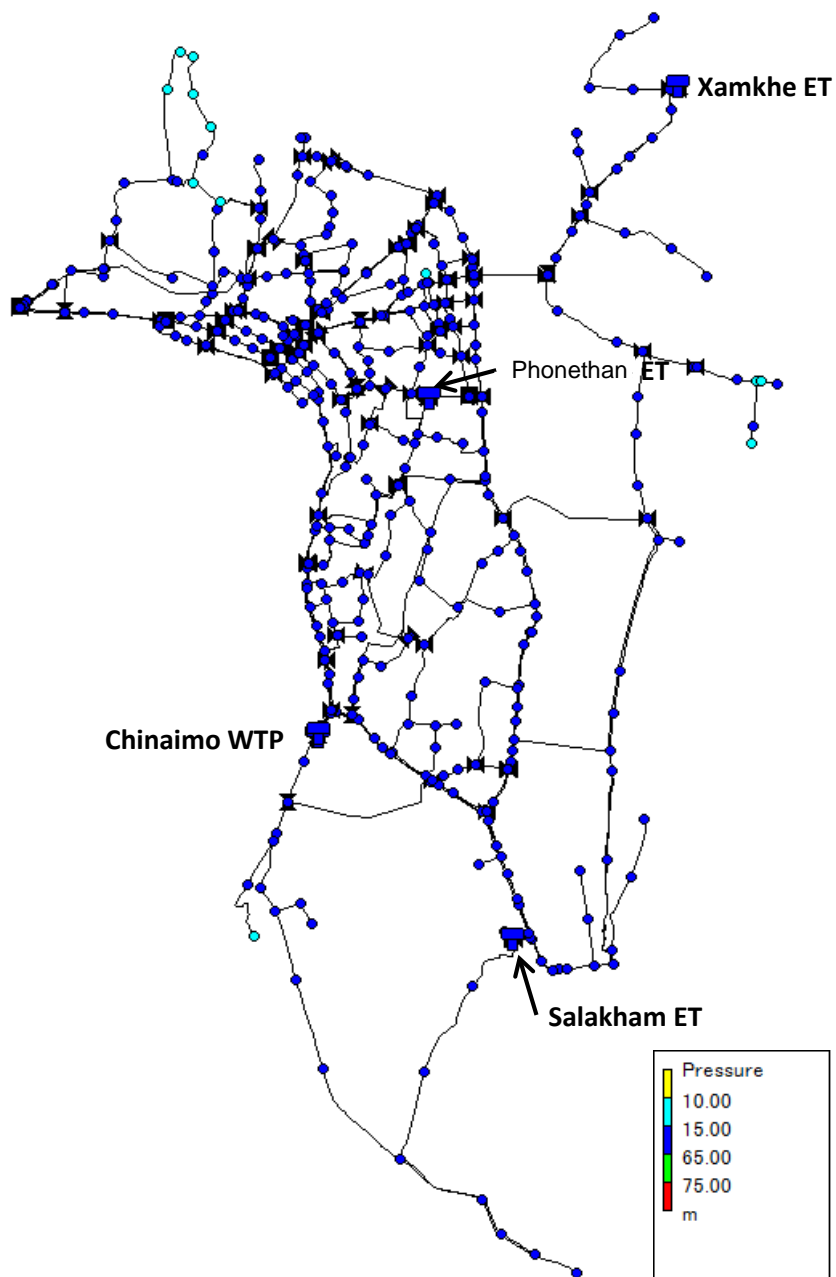 Xamkhe ET
Phonethan ET
Chinaimo WTP
Salakham ET
Pressure
10.00
15.00
65.00
75.00
m